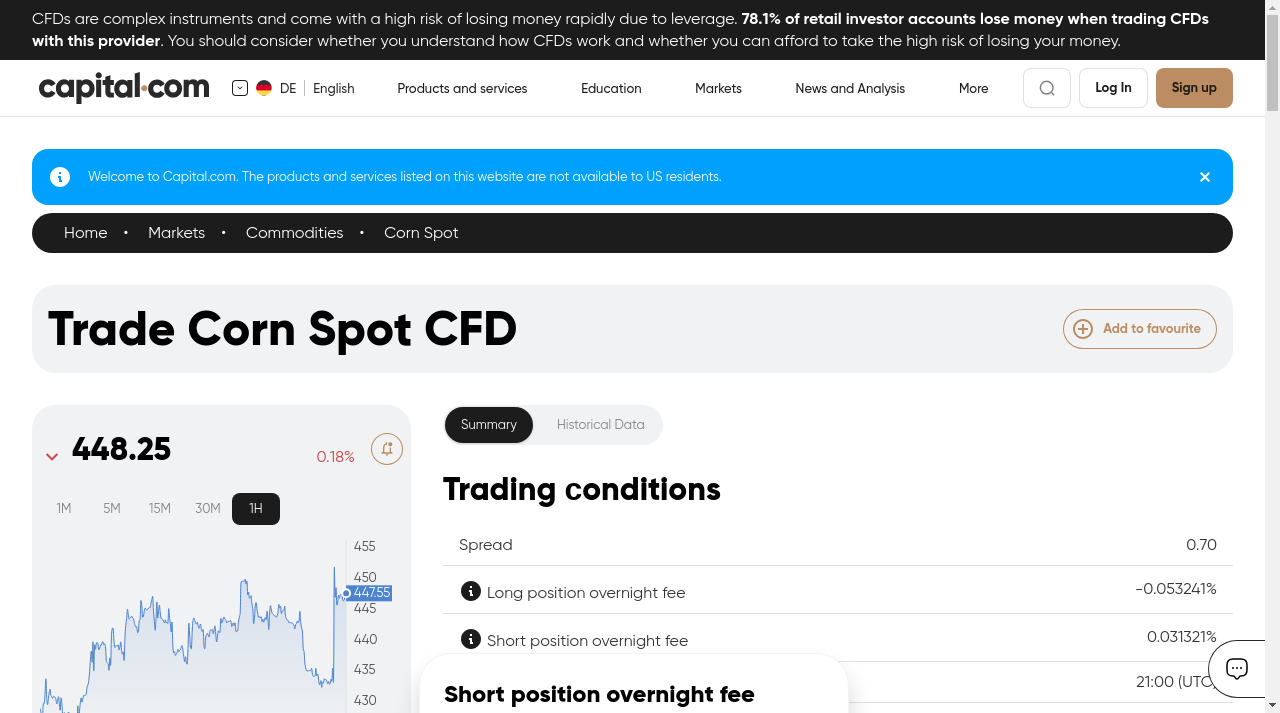 CFDs are complex instruments and come with a high risk of losing money rapidly due to leverage. 78.1% of retail investor accounts lose money when trading CFDs
with this provider. You should consider whether you understand how CFDs work and whether you can afford to take the high risk of losing your money.
capital.com
DE English
Products and services
Education
Markets
News and Analysis
More
Log In
Sign up
Welcome to Capital.com. The products and services listed on this website are not available to US residents.
Home • Markets • Commodities • Corn Spot
Trade Corn Spot CFD
Add to favourite
448.25
0.18%
1M 5M 15M 30M 1H
455
450
447.55
445
440
435
430
Summary
Historical Data
Trading conditions
Spread 0.70
Long position overnight fee -0.053241%
Short position overnight fee 0.031321%
21:00 (UTC)
Short position overnight fee